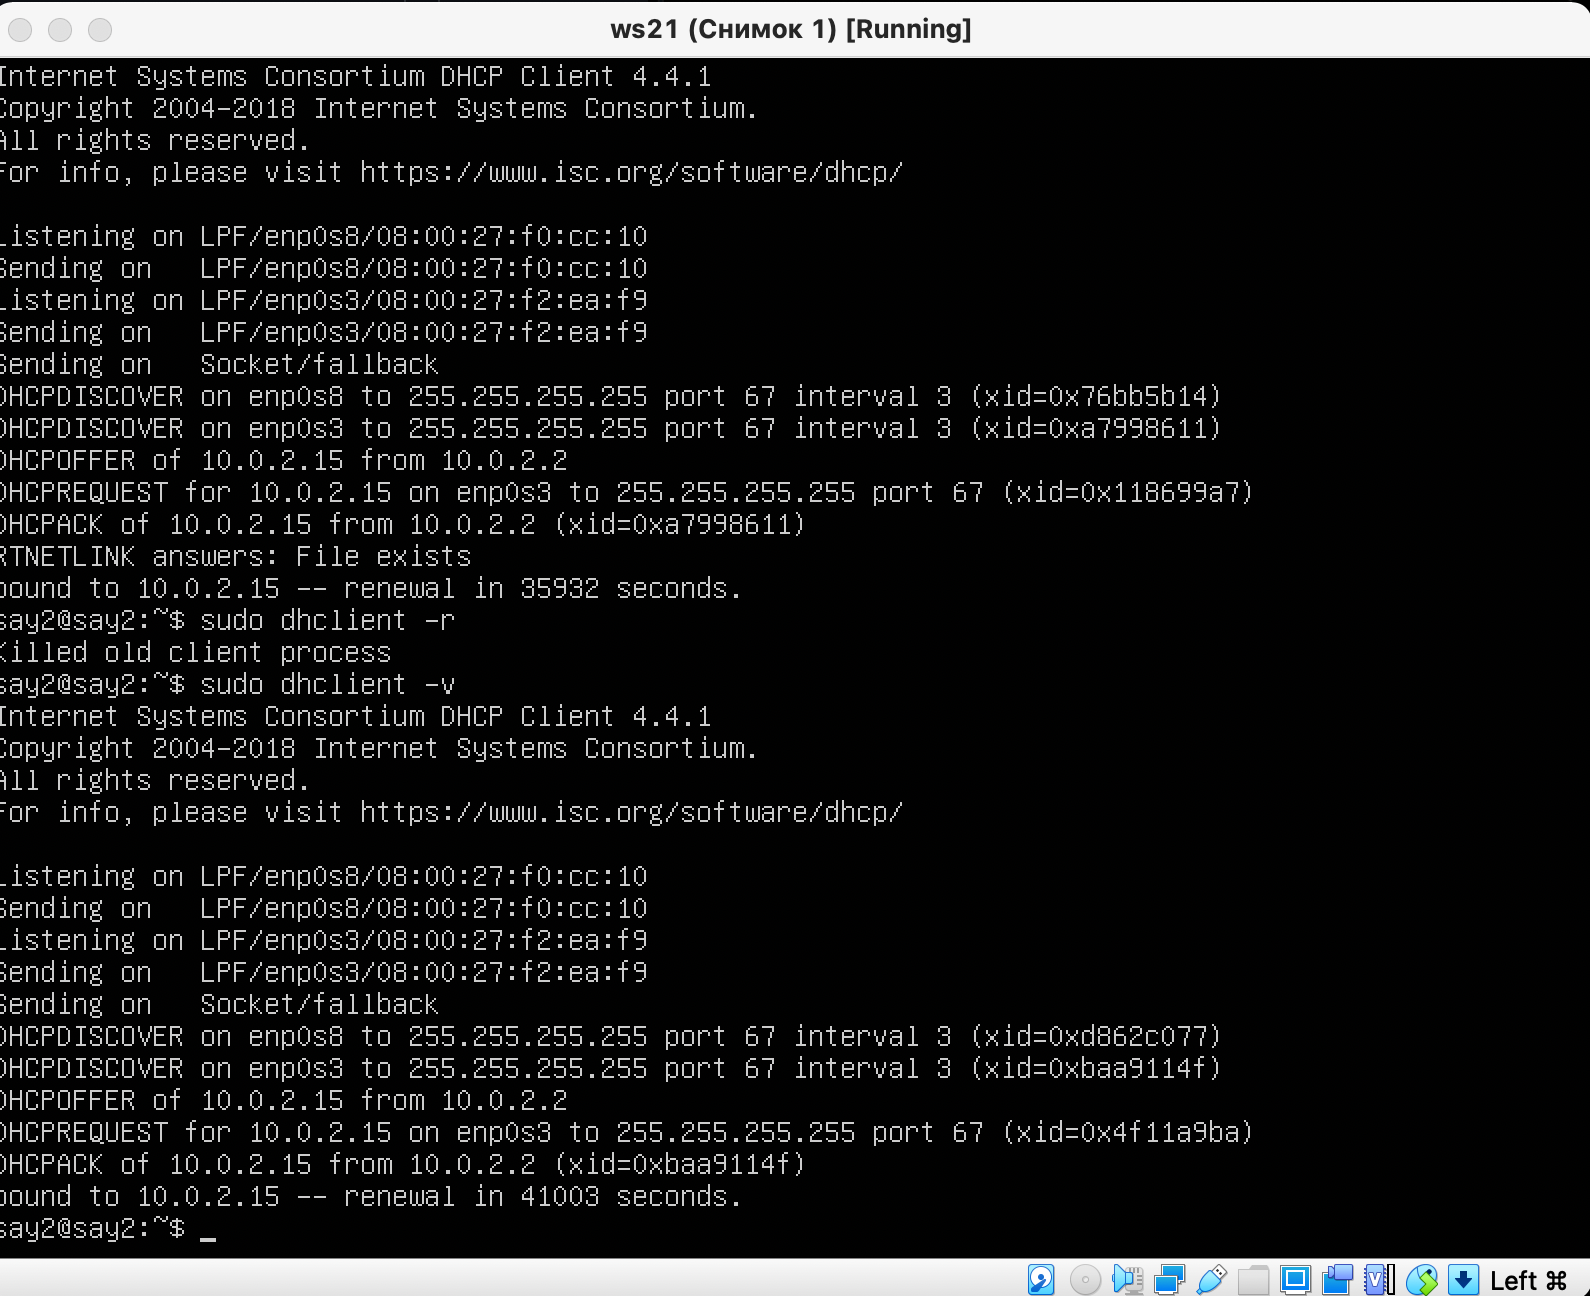 ws21 (Снимок 1) [Running]
Internet Systems Consortium DHCP Client 4.4.1
Copyright 2004-2018 Internet Systems Consortium.
All rights reserved.
For info, please visit https://www.isc.org/software/dhcp/
Listening on LPF/enp0s8/08:00:27:f0:cc:10
Sending on   LPF/enp0s8/08:00:27:f0:cc:10
Listening on LPF/enp0s3/08:00:27:f2:ea:f9
Sending on   LPF/enp0s3/08:00:27:f2:ea:f9
Sending on   Socket/fallback
DHCPDISCOVER on enp0s8 to 255.255.255.255 port 67 interval 3 (xid=0x76bb5b14)
DHCPDISCOVER on enp0s3 to 255.255.255.255 port 67 interval 3 (xid=0xa7998611)
DHCPOFFER of 10.0.2.15 from 10.0.2.2
DHCPREQUEST for 10.0.2.15 on enp0s3 to 255.255.255.255 port 67 (xid=0x118699a7)
DHCPACK of 10.0.2.15 from 10.0.2.2 (xid=0xa7998611)
RTNETLINK answers: File exists
bound to 10.0.2.15 -- renewal in 35932 seconds.
say2@say2:~$ sudo dhclient -r
Killed old client process
say2@say2:~$ sudo dhclient -v
Internet Systems Consortium DHCP Client 4.4.1
Copyright 2004-2018 Internet Systems Consortium.
All rights reserved.
For info, please visit https://www.isc.org/software/dhcp/
Listening on LPF/enp0s8/08:00:27:f0:cc:10
Sending on   LPF/enp0s8/08:00:27:f0:cc:10
Listening on LPF/enp0s3/08:00:27:f2:ea:f9
Sending on   LPF/enp0s3/08:00:27:f2:ea:f9
Sending on   Socket/fallback
DHCPDISCOVER on enp0s8 to 255.255.255.255 port 67 interval 3 (xid=0xd862c077)
DHCPDISCOVER on enp0s3 to 255.255.255.255 port 67 interval 3 (xid=0xbaa9114f)
DHCPOFFER of 10.0.2.15 from 10.0.2.2
DHCPREQUEST for 10.0.2.15 on enp0s3 to 255.255.255.255 port 67 (xid=0x4f11a9ba)
DHCPACK of 10.0.2.15 from 10.0.2.2 (xid=0xbaa9114f)
bound to 10.0.2.15 -- renewal in 41003 seconds.
say2@say2:~$ _
Left ⌘